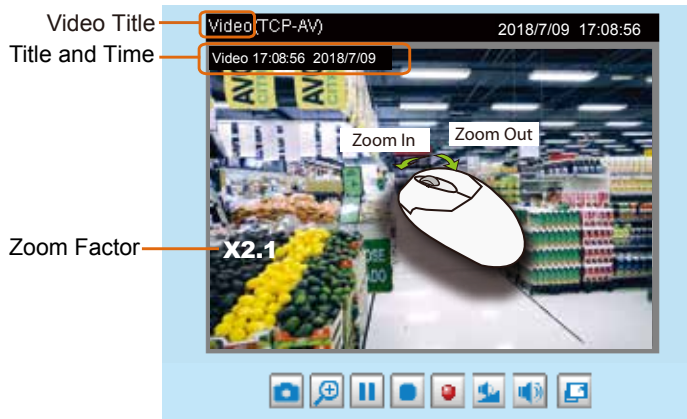 Video Title
Video(TCP-AV) 2018/7/09 17:08:56
Title and Time
Video 17:08:56 2018/7/09
Zoom In
Zoom Out
Zoom Factor
X2.1